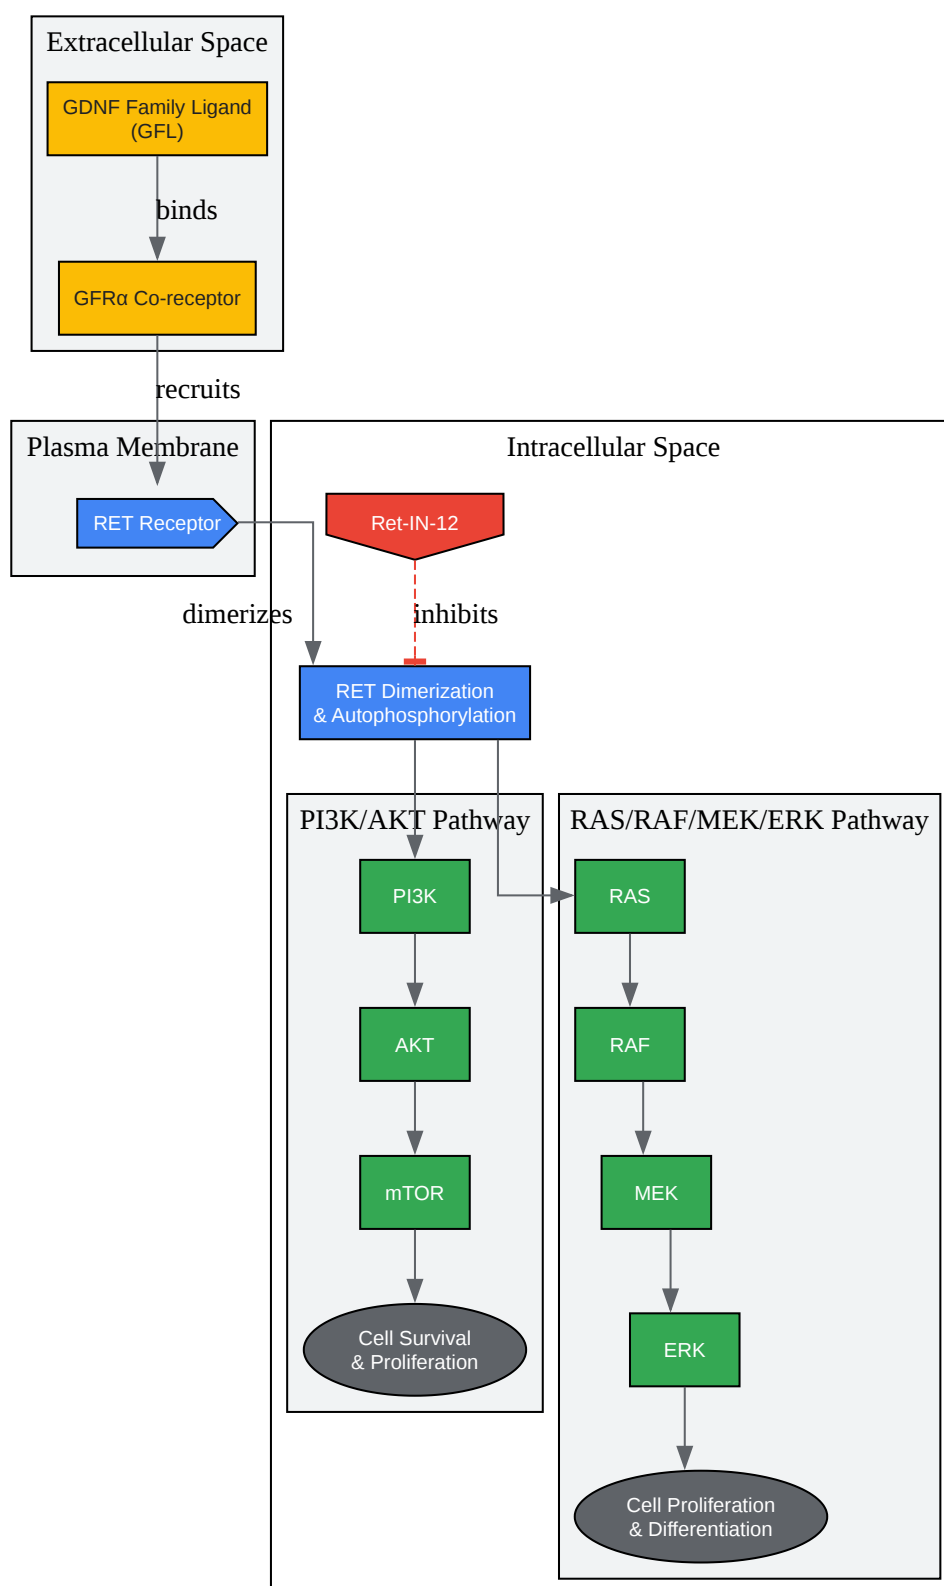 Extracellular Space
GDNF Family Ligand
(GFL)
binds
GFRα Co-receptor
recruits
Plasma Membrane
RET Receptor
Intracellular Space
Ret-IN-12
dimerizes
inhibits
RET Dimerization
& Autophosphorylation
PI3K/AKT Pathway
PI3K
AKT
mTOR
Cell Survival
& Proliferation
RAS/RAF/MEK/ERK Pathway
RAS
RAF
MEK
ERK
Cell Proliferation
& Differentiation